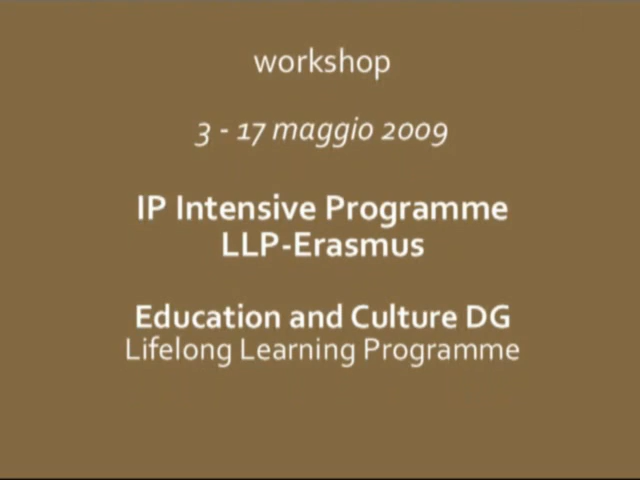 workshop
3 - 17 maggio 2009
IP Intensive Programme
LLP-Erasmus
Education and Culture DG
Lifelong Learning Programme